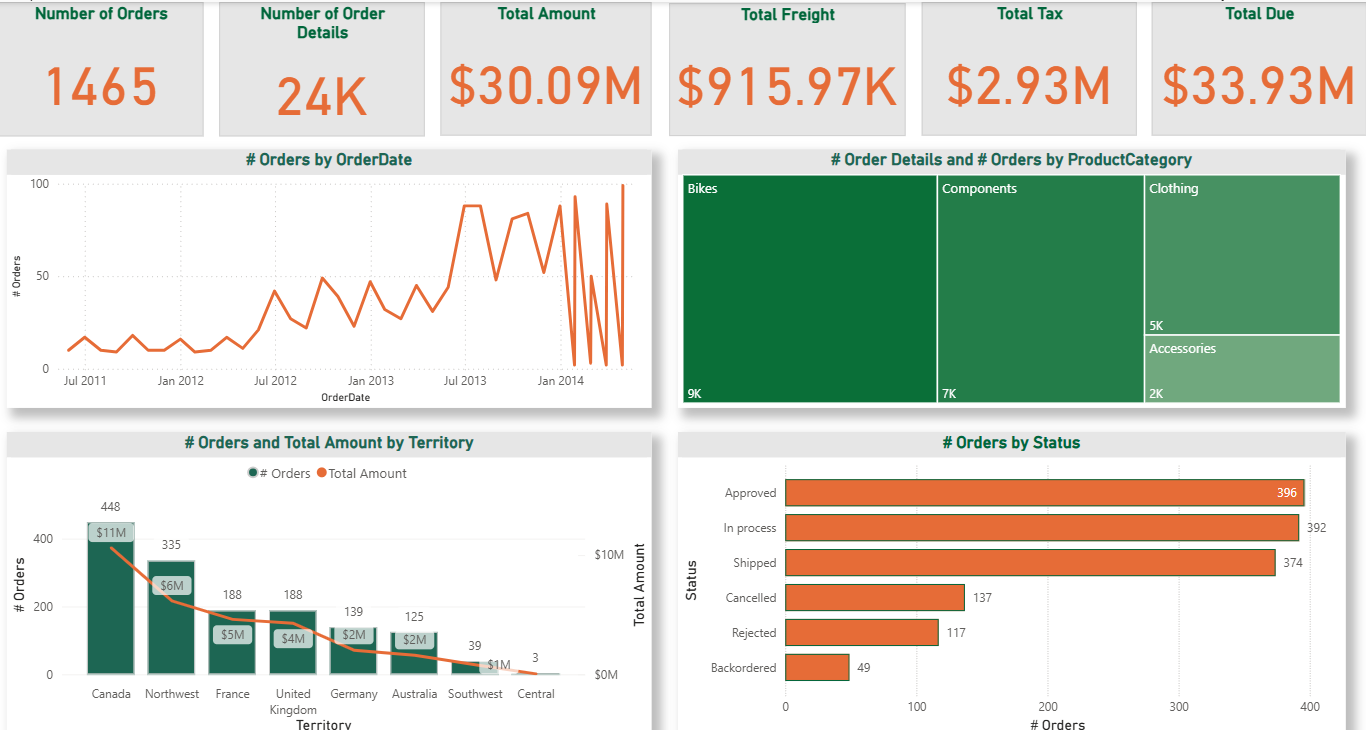 Number of Orders
1465
Number of Order
Details
24K
Total Amount
$30.09M
Total Freight
$915.97K
Total Tax
$2.93M
Total Due
$33.93M
# Orders by OrderDate
100
50
0
# Orders
Jul 2011
Jan 2012
Jul 2012
Jan 2013
Jul 2013
Jan 2014
OrderDate
# Order Details and # Orders by ProductCategory
Bikes
9K
Components
7K
Clothing
5K
Accessories
2K
# Orders and Total Amount by Territory
# Orders
Total Amount
400
200
0
# Orders
448
335
188
188
139
125
39
3
$11M
$6M
$5M
$4M
$2M
$2M
$1M
$10M
$0M
Total Amount
Canada
Northwest
France
United
Kingdom
Germany
Australia
Southwest
Central
Territory
# Orders by Status
Status
Approved
396
In process
392
Shipped
374
Cancelled
137
Rejected
117
Backordered
49
0
100
200
300
400
# Orders